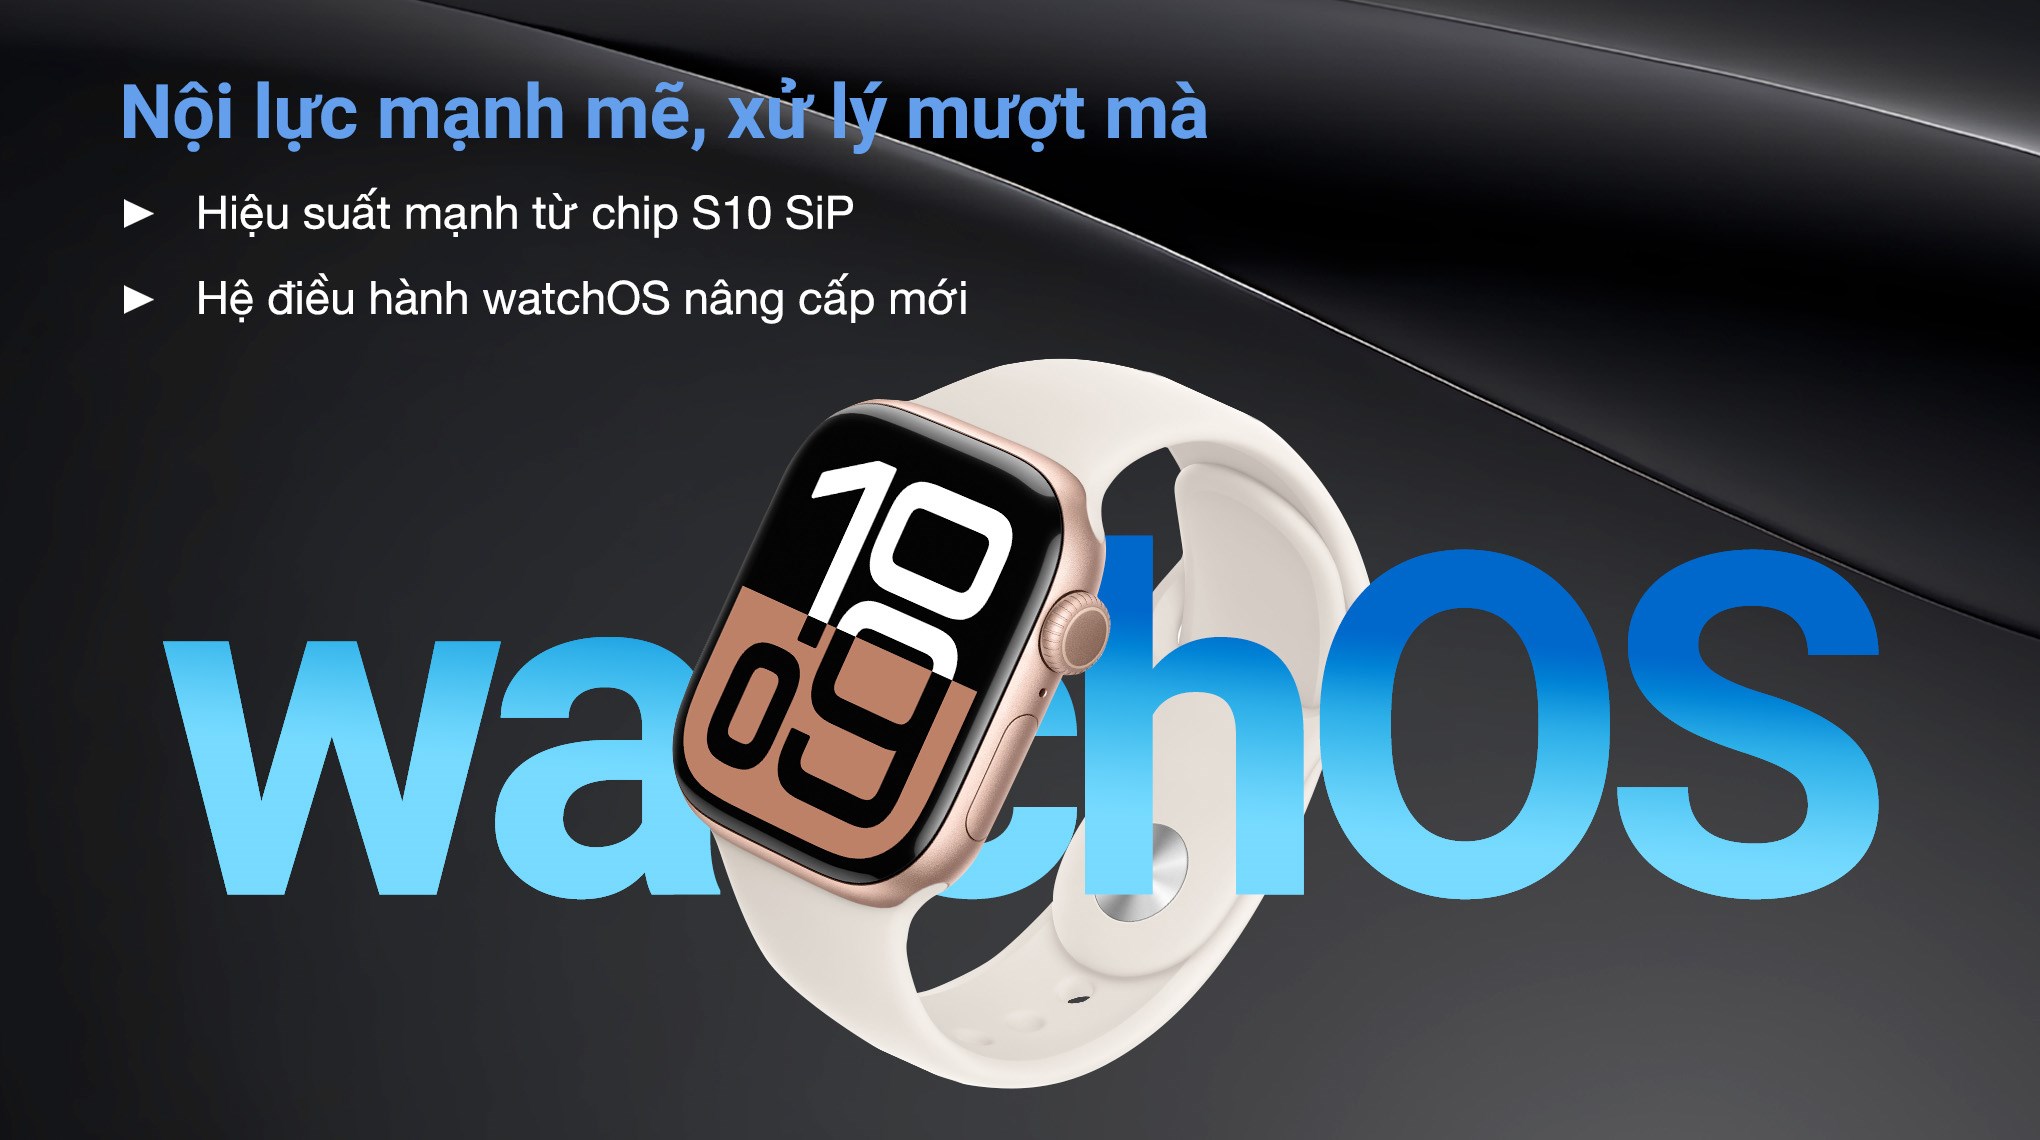 Nội lực mạnh mẽ, xử lý mượt mà
► Hiệu suất mạnh từ chip S10 SiP
► Hệ điều hành watchOS nâng cấp mới
10
09
watchOS